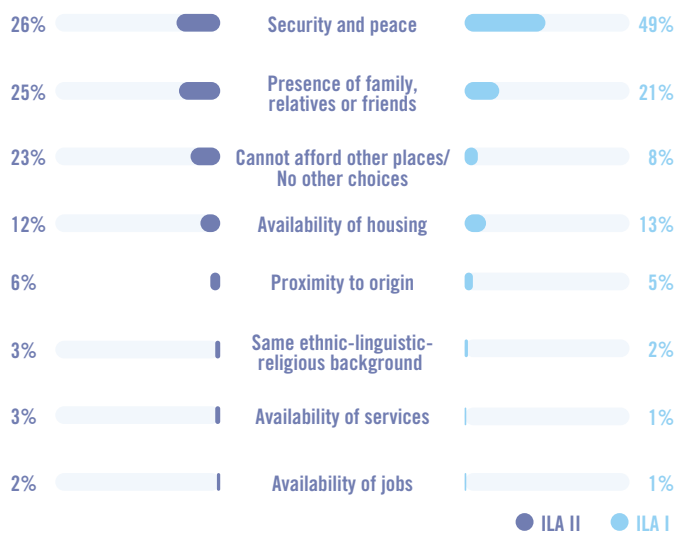 26% Security and peace 49%
25% Presence of family, 21%
relatives or friends
23% Cannot afford other places/ 8%
No other choices
12% Availability of housing 13%
6% Proximity to origin 5%
3% Same ethnic-linguistic- 2%
religious background
3% Availability of services 1%
2% Availability of jobs 1%
ILA II ILA I